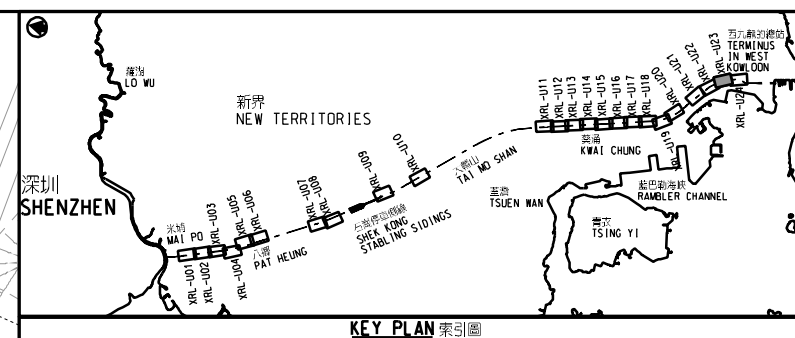 羅湖
LO WU
新界
NEW TERRITORIES
深圳
SHENZHEN
米埔
MAI PO
XRL-U01
XRL-U02
XRL-U03
XRL-U04
XRL-U05
XRL-U06
八鄉
PAT HEUNG
XRL-U07
XRL-U08
XRL-U09
XRL-U10
石崗停車側線
SHEK KONG
STABLING SIDINGS
大帽山
TAI MO SHAN
XRL-U11
XRL-U12
XRL-U13
XRL-U14
XRL-U15
XRL-U16
XRL-U17
XRL-U18
XRL-U19
XRL-U20
XRL-U21
XRL-U22
XRL-U23
XRL-U24
西九龍的總站
TERMINUS
IN WEST
KOWLOON
葵涌
KWAI CHUNG
荃灣
TSUEN WAN
青衣
TSING YI
藍巴勒海峽
RAMBLER CHANNEL
KEY PLAN 索引圖